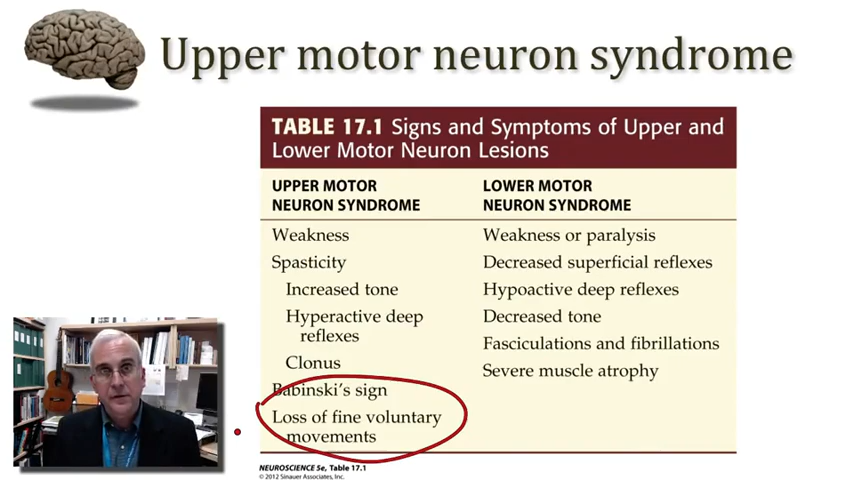 Upper motor neuron syndrome
TABLE 17.1 Signs and Symptoms of Upper and
Lower Motor Neuron Lesions
UPPER MOTOR
NEURON SYNDROME
Weakness
Spasticity
Increased tone
Hyperactive deep
reflexes
Clonus
Babinski's sign
Loss of fine voluntary
movements
LOWER MOTOR
NEURON SYNDROME
Weakness or paralysis
Decreased superficial reflexes
Hypoactive deep reflexes
Decreased tone
Fasciculations and fibrillations
Severe muscle atrophy
NEUROSCIENCE 5e, Table 17.1
© 2012 Sinauer Associates, Inc.